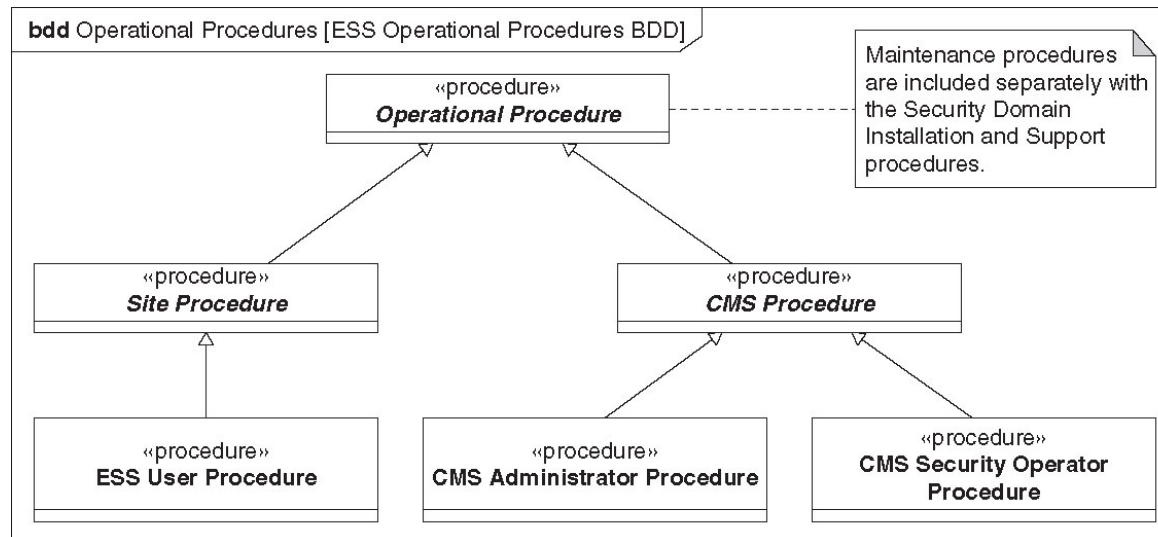 bdd Operational Procedures [ESS Operational Procedures BDD]
Maintenance procedures
are included separately with
the Security Domain
Installation and Support
procedures.
«procedure»
Operational Procedure
«procedure»
Site Procedure
«procedure»
CMS Procedure
«procedure»
ESS User Procedure
«procedure»
CMS Administrator Procedure
«procedure»
CMS Security Operator
Procedure